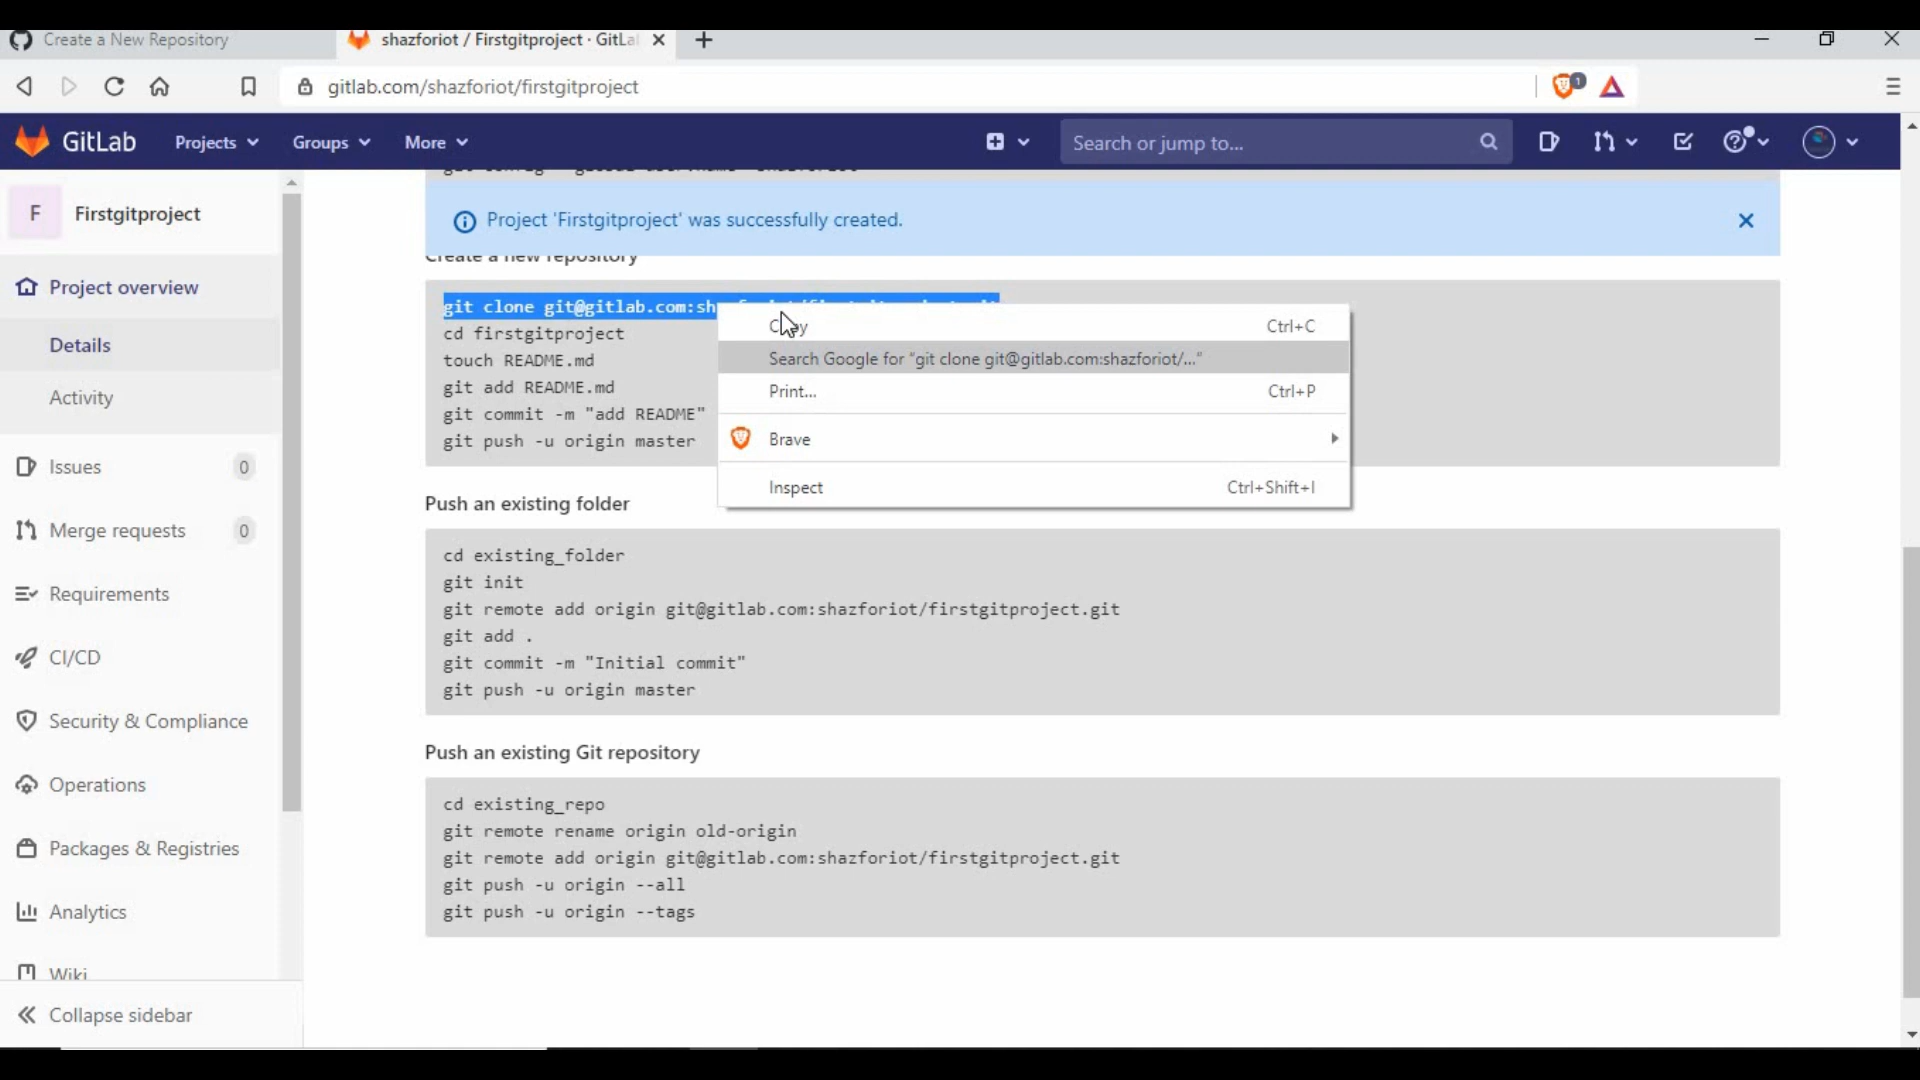 Create a New Repository
shazforiot / Firstgitproject · GitLa
gitlab.com/shazforiot/firstgitproject
1
GitLab
Projects
Groups
More
Search or jump to...
F
Firstgitproject
Project 'Firstgitproject' was successfully created.
Create a new repository
Project overview
git clone git@gitlab.com:sh
cd firstgitproject
touch README.md
git add README.md
git commit -m "add README"
git push -u origin master
Copy Ctrl+C
Search Google for "git clone git@gitlab.com:shazforiot/..."
Print... Ctrl+P
Brave
Inspect Ctrl+Shift+I
Details
Activity
Issues 0
Merge requests 0
Requirements
CI/CD
Security & Compliance
Operations
Packages & Registries
Analytics
Wiki
Collapse sidebar
Push an existing folder
cd existing_folder
git init
git remote add origin git@gitlab.com:shazforiot/firstgitproject.git
git add .
git commit -m "Initial commit"
git push -u origin master
Push an existing Git repository
cd existing_repo
git remote rename origin old-origin
git remote add origin git@gitlab.com:shazforiot/firstgitproject.git
git push -u origin --all
git push -u origin --tags